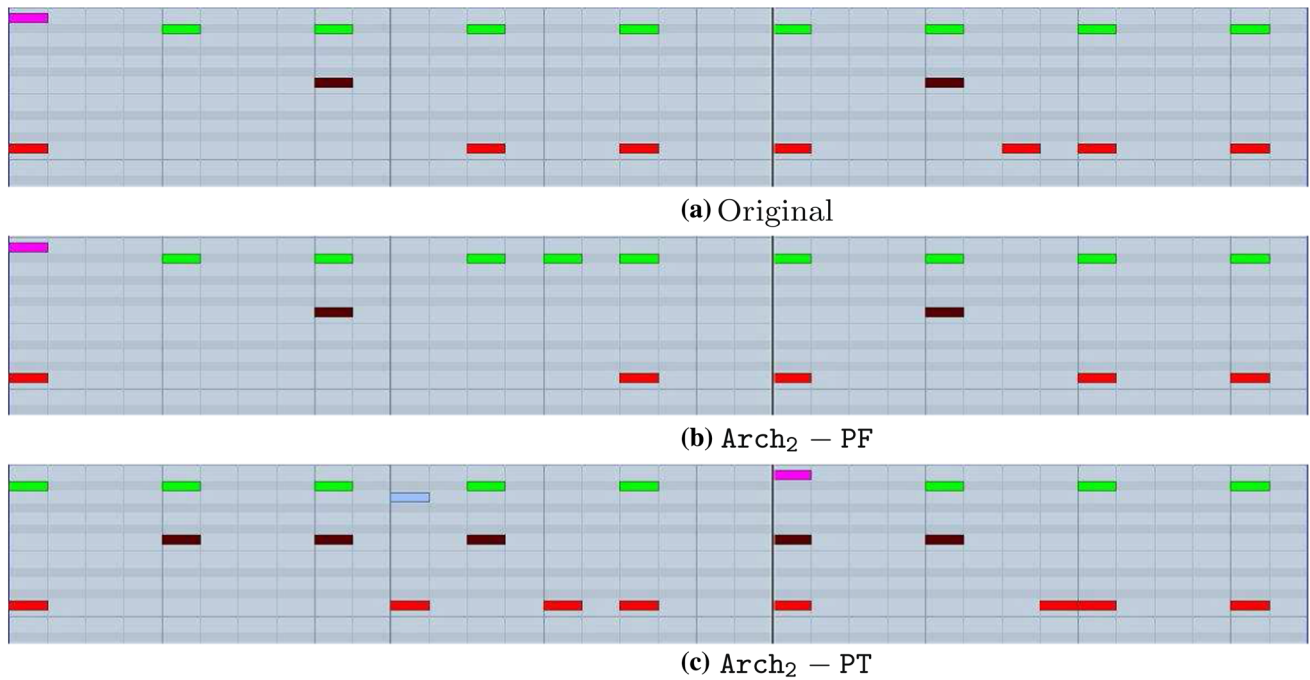 (a) Original
(b) Arch₂ − PF
(c) Arch₂ − PT